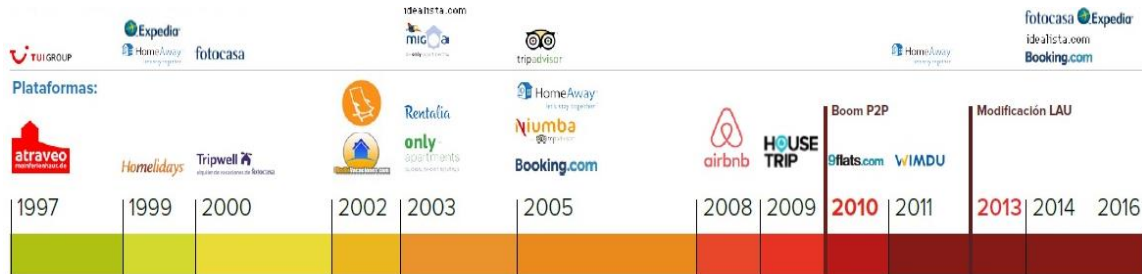 idealista.com
fotocasa Expedia
Expedia
TUI GROUP
HomeAway
fotocasa
tripadvisor
HomeAway
idealista.com
Booking.com
Plataformas:
HomeAway
Rentalia
Niumba
Boom P2P
Modificación LAU
atraveo
Homelidays
Tripwell
only-
apartments
Booking.com
airbnb
HOUSE
TRIP
9flats.com
WIMDU
1997
1999
2000
2002
2003
2005
2008
2009
2010
2011
2013
2014
2016